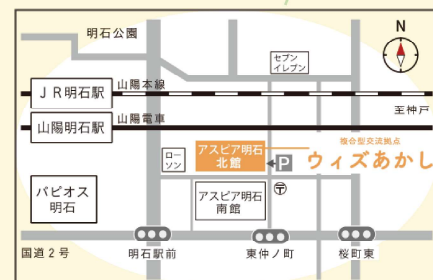 明石公園
N
セブン
イレブン
JR明石駅
山陽本線
至神戸
山陽明石駅
山陽電車
複合型交流拠点
アスピア明石
北館
P
ウィズあかし
ロー
ソン
パピオス
明石
アスピア明石
南館
〒
国道2号
明石駅前
東仲ノ町
桜町東